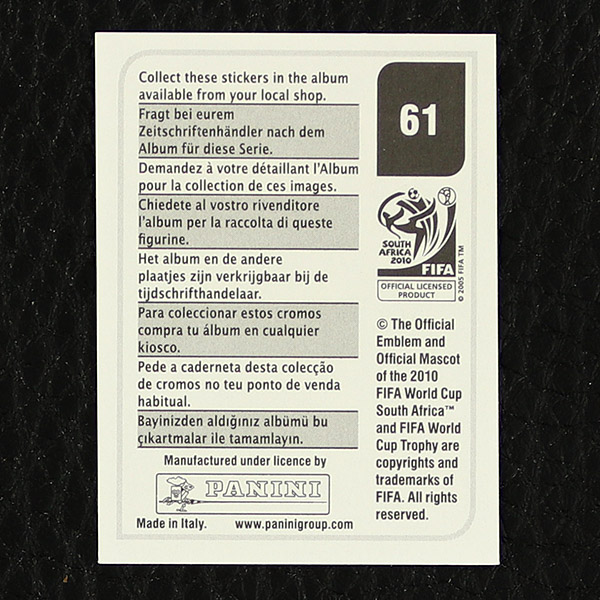 Collect these stickers in the album
available from your local shop.
Fragt bei eurem
Zeitschriftenhändler nach dem
Album für diese Serie.
Demandez à votre détaillant l'Album
pour la collection de ces images.
Chiedete al vostro rivenditore
l'album per la raccolta di queste
figurine.
Het album en de andere
plaatjes zijn verkrijgbaar bij de
tijdschrifthandelaar.
Para coleccionar estos cromos
compra tu álbum en cualquier
kiosco.
Pede a caderneta desta colecção
de cromos no teu ponto de venda
habitual.
Bayinizden aldığınız albümü bu
çıkartmalar ile tamamlayın.
Manufactured under licence by
PANINI
Made in Italy. www.paninigroup.com
61
SOUTH
AFRICA
2010
FIFA
© 2005 FIFA TM
OFFICIAL LICENSED
PRODUCT
© The Official
Emblem and
Official Mascot
of the 2010
FIFA World Cup
South Africa™
and FIFA World
Cup Trophy are
copyrights and
trademarks of
FIFA. All rights
reserved.